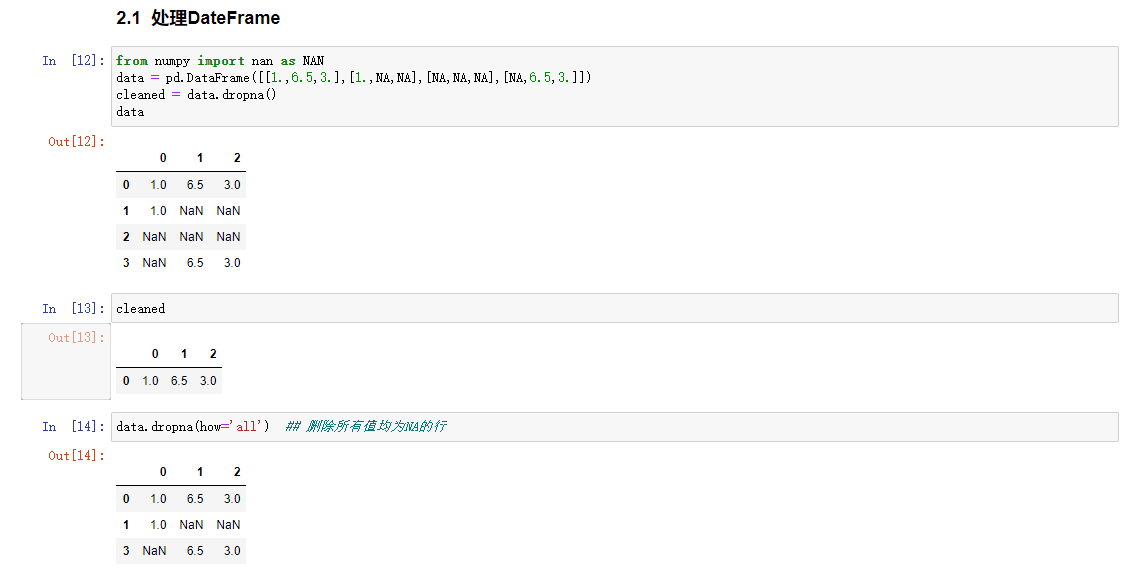 2.1 处理DateFrame
In [12]:
from numpy import nan as NAN
data = pd.DataFrame([[1.,6.5,3.],[1.,NA,NA],[NA,NA,NA],[NA,6.5,3.]])
cleaned = data.dropna()
data
Out[12]:
0 1 2
0 1.0 6.5 3.0
1 1.0 NaN NaN
2 NaN NaN NaN
3 NaN 6.5 3.0
In [13]:
cleaned
Out[13]:
0 1 2
0 1.0 6.5 3.0
In [14]:
data.dropna(how='all') ## 删除所有值均为NA的行
Out[14]:
0 1 2
0 1.0 6.5 3.0
1 1.0 NaN NaN
3 NaN 6.5 3.0